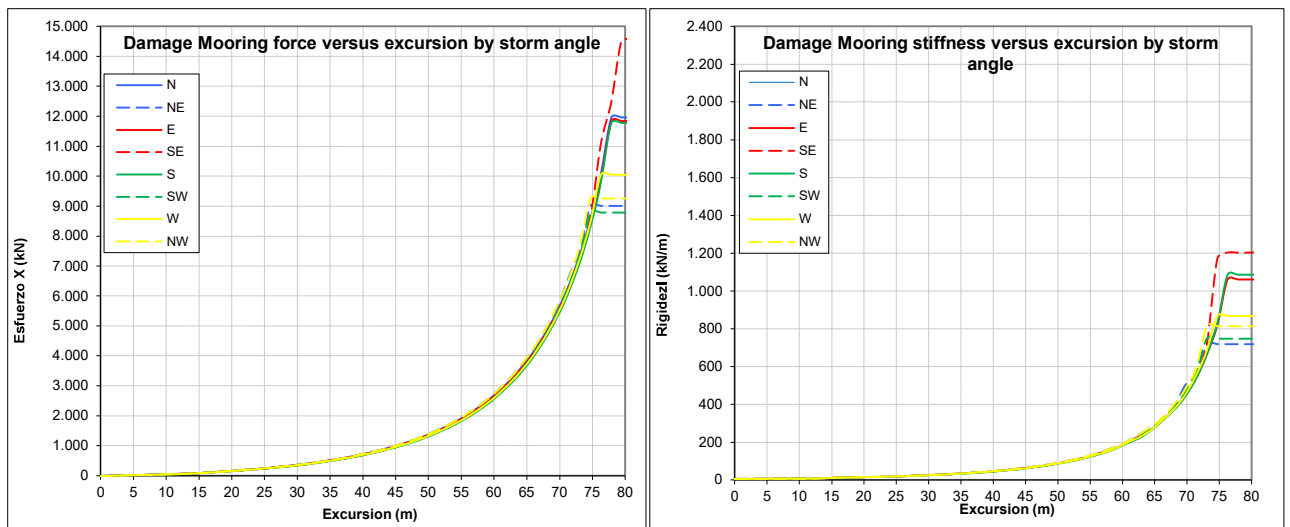 Damage Mooring force versus excursion by storm angle
15.000
14.000
13.000
12.000
11.000
10.000
9.000
8.000
7.000
6.000
5.000
4.000
3.000
2.000
1.000
0
Esfuerzo X (kN)
N
NE
E
SE
S
SW
W
NW
0 5 10 15 20 25 30 35 40 45 50 55 60 65 70 75 80
Excursion (m)
Damage Mooring stiffness versus excursion by storm
angle
2.400
2.200
2.000
1.800
1.600
1.400
1.200
1.000
800
600
400
200
0
Rigidezl (kN/m)
N
NE
E
SE
S
SW
W
NW
0 5 10 15 20 25 30 35 40 45 50 55 60 65 70 75 80
Excursion (m)